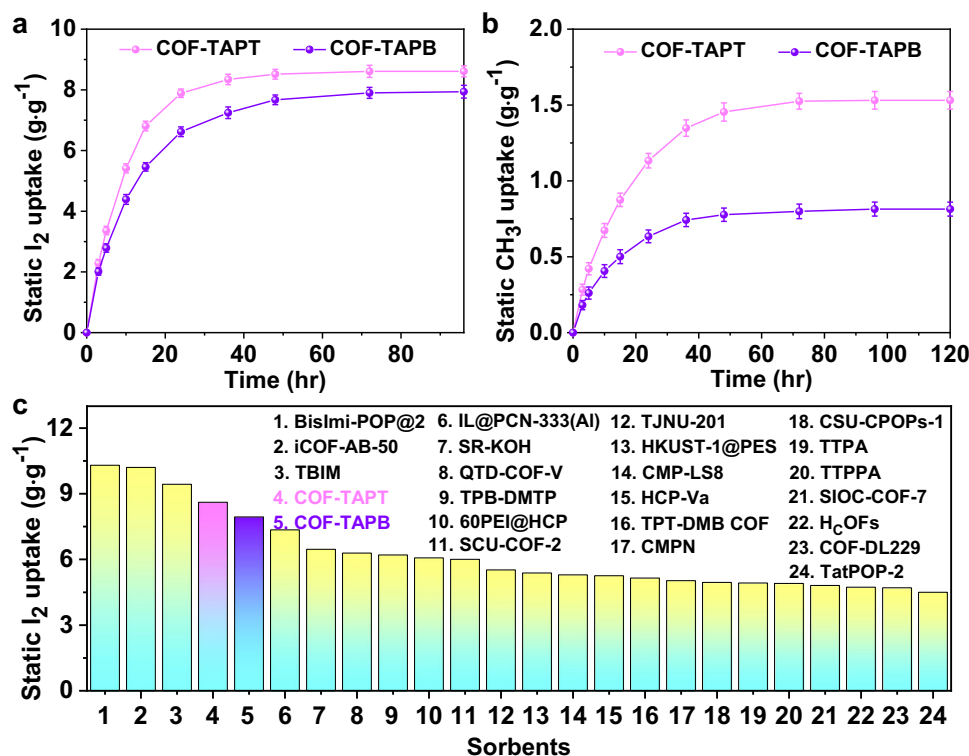 a
COF-TAPT
COF-TAPB
Static I₂ uptake (g·g⁻¹)
10
8
6
4
2
0
0 20 40 60 80
Time (hr)
b
COF-TAPT
COF-TAPB
Static CH₃I uptake (g·g⁻¹)
1.5
1.0
0.5
0.0
0 20 40 60 80 100 120
Time (hr)
c
Static I₂ uptake (g·g⁻¹)
12
9
6
3
0
1. BisImi-POP@2
2. iCOF-AB-50
3. TBIM
4. COF-TAPT
5. COF-TAPB
6. IL@PCN-333(Al)
7. SR-KOH
8. QTD-COF-V
9. TPB-DMTP
10. 60PEI@HCP
11. SCU-COF-2
12. TJNU-201
13. HKUST-1@PES
14. CMP-LS8
15. HCP-Va
16. TPT-DMB COF
17. CMPN
18. CSU-CPOPs-1
19. TTPA
20. TTPPA
21. SIOC-COF-7
22. H_COFs
23. COF-DL229
24. TatPOP-2
1 2 3 4 5 6 7 8 9 10 11 12 13 14 15 16 17 18 19 20 21 22 23 24
Sorbents